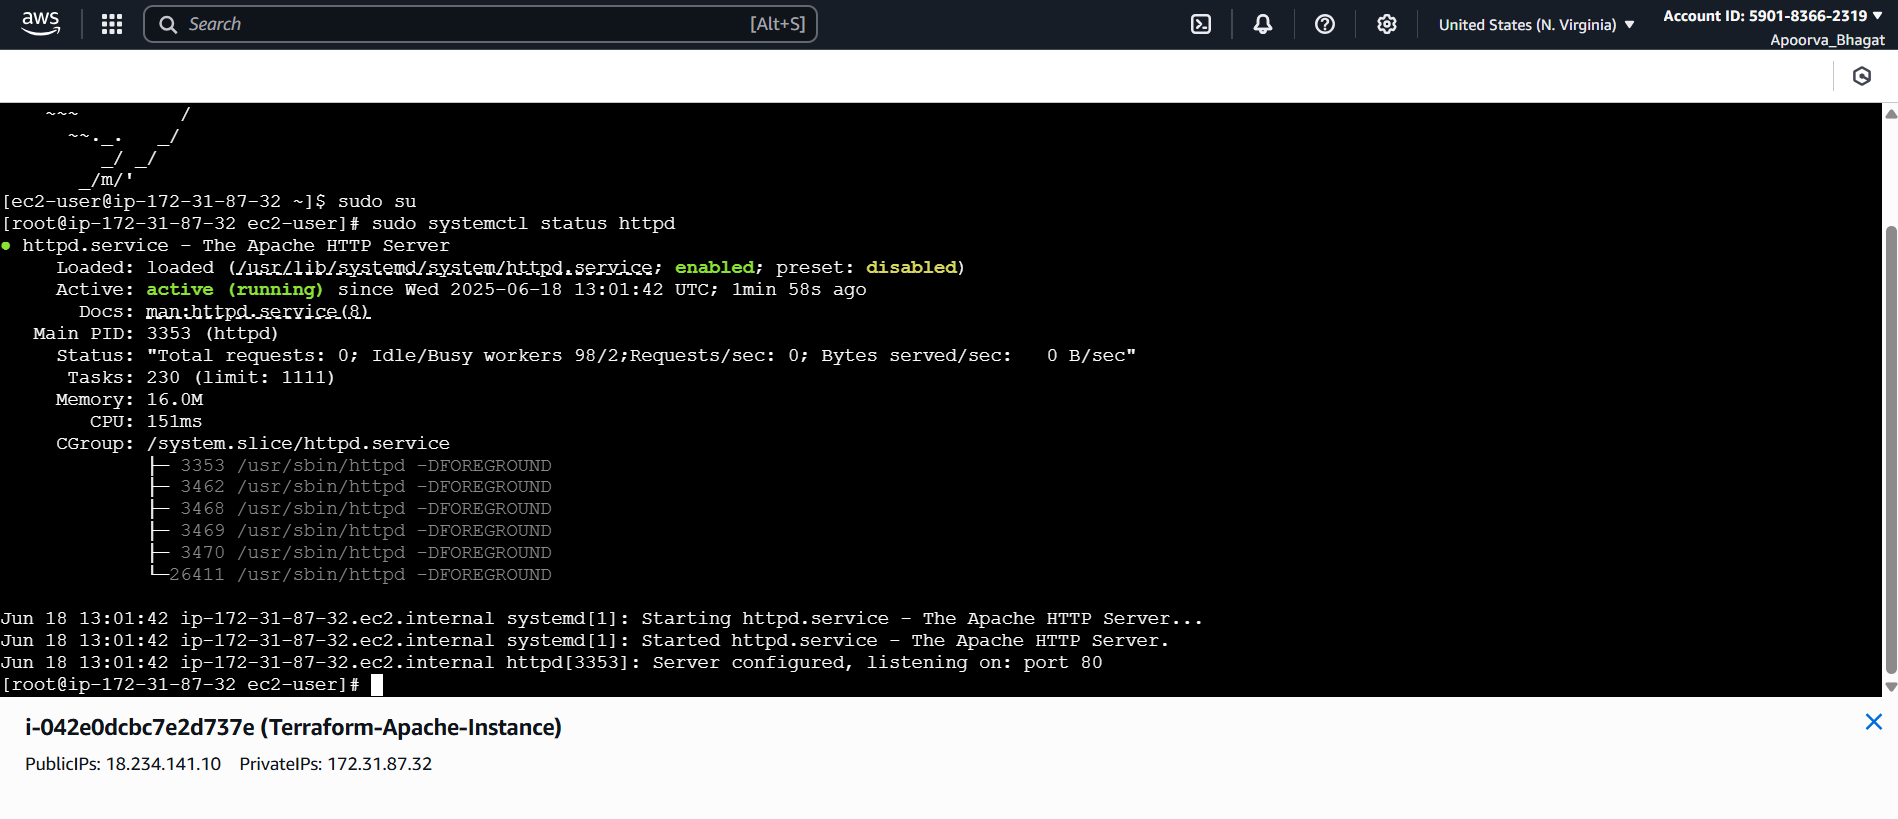 aws
Search [Alt+S]
United States (N. Virginia) ▼
Account ID: 5901-8366-2319 ▼
Apoorva_Bhagat
~~~         /
~~._.   _/
_/ _/
_/m/'
[ec2-user@ip-172-31-87-32 ~]$ sudo su
[root@ip-172-31-87-32 ec2-user]# sudo systemctl status httpd
● httpd.service - The Apache HTTP Server
Loaded: loaded (/usr/lib/systemd/system/httpd.service; enabled; preset: disabled)
Active: active (running) since Wed 2025-06-18 13:01:42 UTC; 1min 58s ago
Docs: man:httpd.service(8)
Main PID: 3353 (httpd)
Status: "Total requests: 0; Idle/Busy workers 98/2;Requests/sec: 0; Bytes served/sec:   0 B/sec"
Tasks: 230 (limit: 1111)
Memory: 16.0M
CPU: 151ms
CGroup: /system.slice/httpd.service
├─ 3353 /usr/sbin/httpd -DFOREGROUND
├─ 3462 /usr/sbin/httpd -DFOREGROUND
├─ 3468 /usr/sbin/httpd -DFOREGROUND
├─ 3469 /usr/sbin/httpd -DFOREGROUND
├─ 3470 /usr/sbin/httpd -DFOREGROUND
└─26411 /usr/sbin/httpd -DFOREGROUND
Jun 18 13:01:42 ip-172-31-87-32.ec2.internal systemd[1]: Starting httpd.service - The Apache HTTP Server...
Jun 18 13:01:42 ip-172-31-87-32.ec2.internal systemd[1]: Started httpd.service - The Apache HTTP Server.
Jun 18 13:01:42 ip-172-31-87-32.ec2.internal httpd[3353]: Server configured, listening on: port 80
[root@ip-172-31-87-32 ec2-user]#
i-042e0dcbc7e2d737e (Terraform-Apache-Instance)
PublicIPs: 18.234.141.10 PrivateIPs: 172.31.87.32